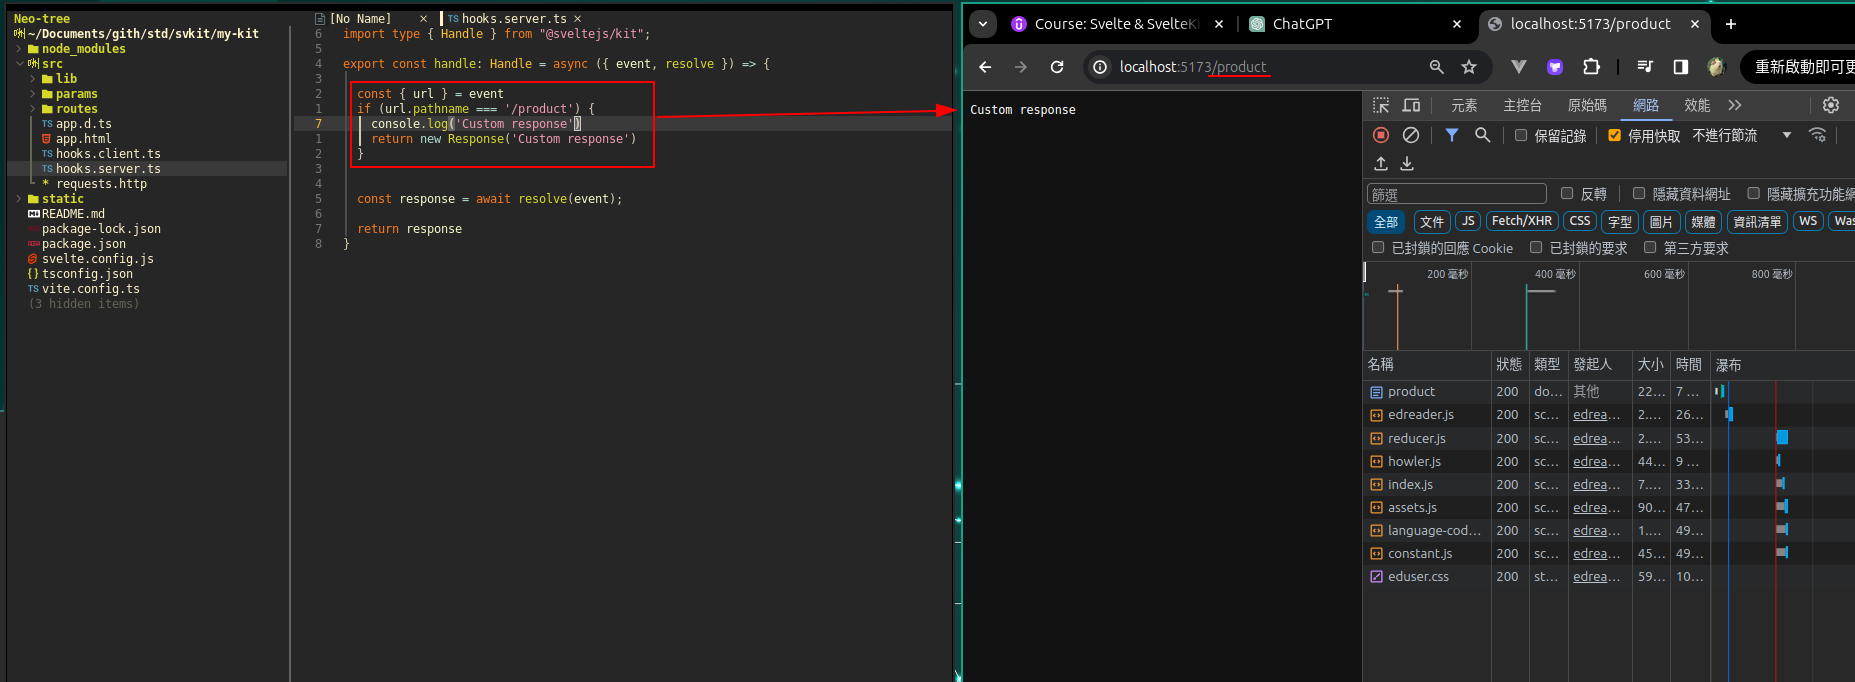 Neo-tree
~/Documents/gith/std/svkit/my-kit
node_modules
src
lib
params
routes
TS app.d.ts
app.html
TS hooks.client.ts
TS hooks.server.ts
* requests.http
static
README.md
package-lock.json
package.json
svelte.config.js
{} tsconfig.json
TS vite.config.ts
(3 hidden items)
[No Name] × TS hooks.server.ts ×
6 import type { Handle } from "@sveltejs/kit";
5
4 export const handle: Handle = async ({ event, resolve }) => {
3
2 const { url } = event
1 if (url.pathname === '/product') {
7 console.log('Custom response')
1 return new Response('Custom response')
2 }
3
4
5 const response = await resolve(event);
6
7 return response
8 }
Course: Svelte & SvelteKi × ChatGPT × localhost:5173/product × +
localhost:5173/product
重新啟動即可更
Custom response
元素 主控台 原始碼 網路 效能
保留記錄 停用快取 不進行節流
篩選 反轉 隱藏資料網址 隱藏擴充功能網
全部 文件 JS Fetch/XHR CSS 字型 圖片 媒體 資訊清單 WS Was
已封鎖的回應 Cookie 已封鎖的要求 第三方要求
200 毫秒 400 毫秒 600 毫秒 800 毫秒
名稱 狀態 類型 發起人 大小 時間 瀑布
product 200 do... 其他 22... 7 ...
edreader.js 200 sc... edrea... 2.... 26...
reducer.js 200 sc... edrea... 2.... 53...
howler.js 200 sc... edrea... 44... 9 ...
index.js 200 sc... edrea... 7.... 33...
assets.js 200 sc... edrea... 90... 47...
language-cod... 200 sc... edrea... 1.... 49...
constant.js 200 sc... edrea... 45... 49...
eduser.css 200 st... edrea... 59... 10...